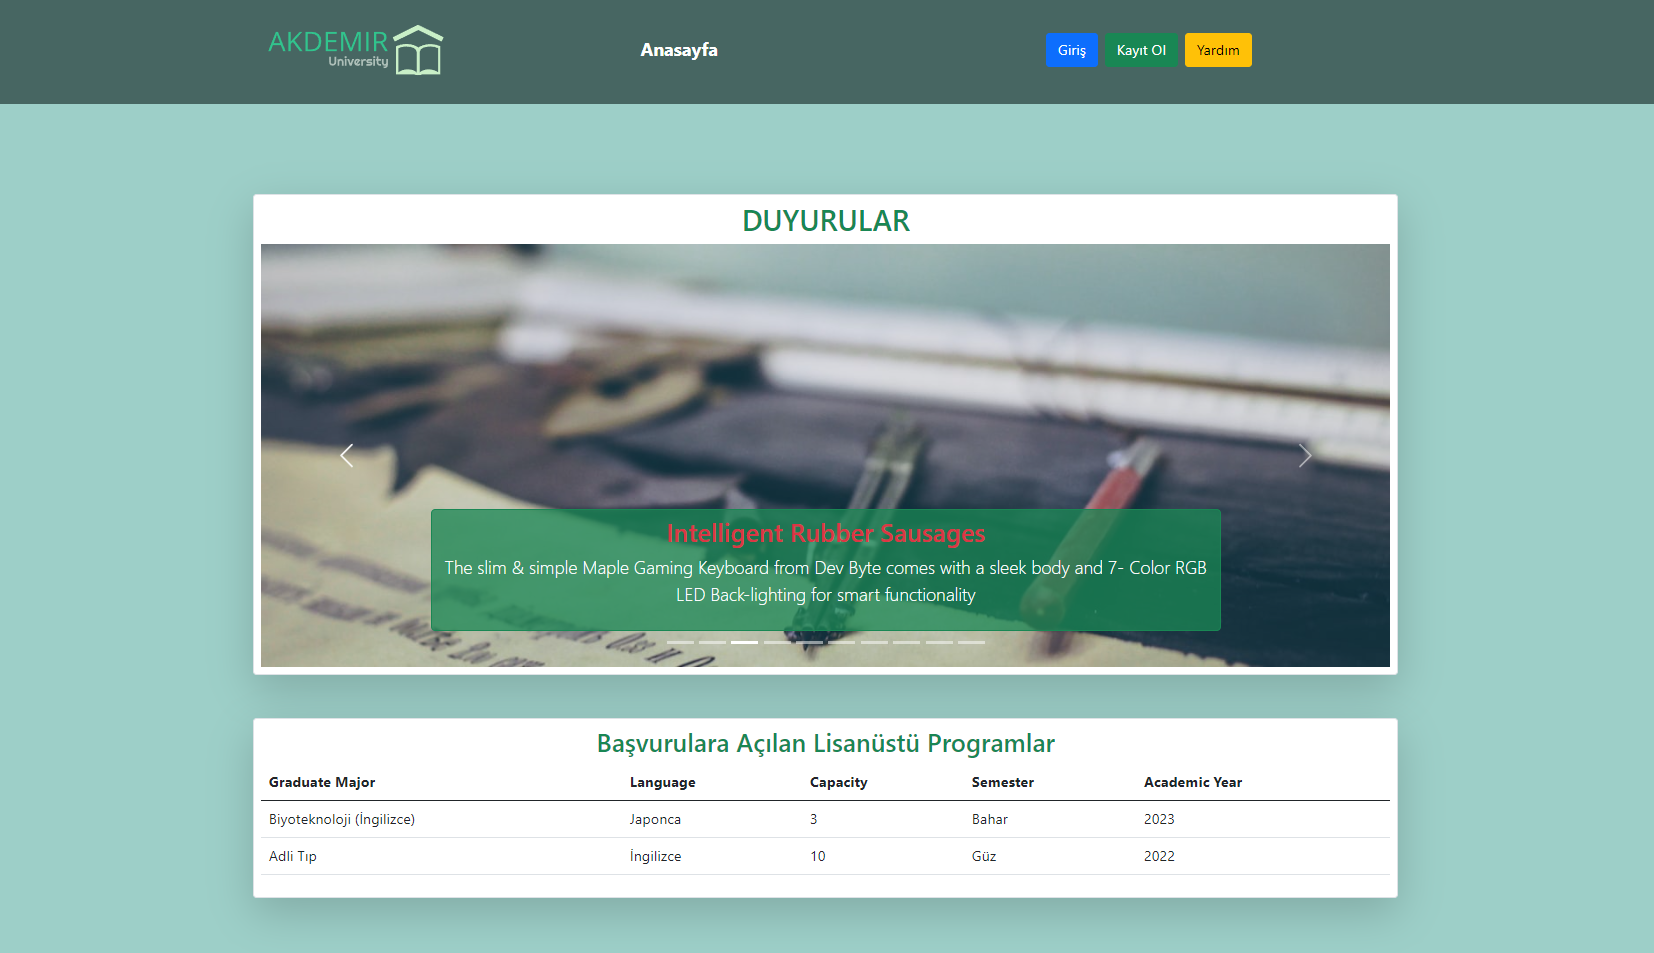 AKDEMIR
University
Anasayfa
Giriş
Kayıt Ol
Yardım
DUYURULAR
Intelligent Rubber Sausages
The slim & simple Maple Gaming Keyboard from Dev Byte comes with a sleek body and 7- Color RGB
LED Back-lighting for smart functionality
Başvurulara Açılan Lisanüstü Programlar
Graduate Major Language Capacity Semester Academic Year
Biyoteknoloji (İngilizce) Japonca 3 Bahar 2023
Adli Tıp İngilizce 10 Güz 2022